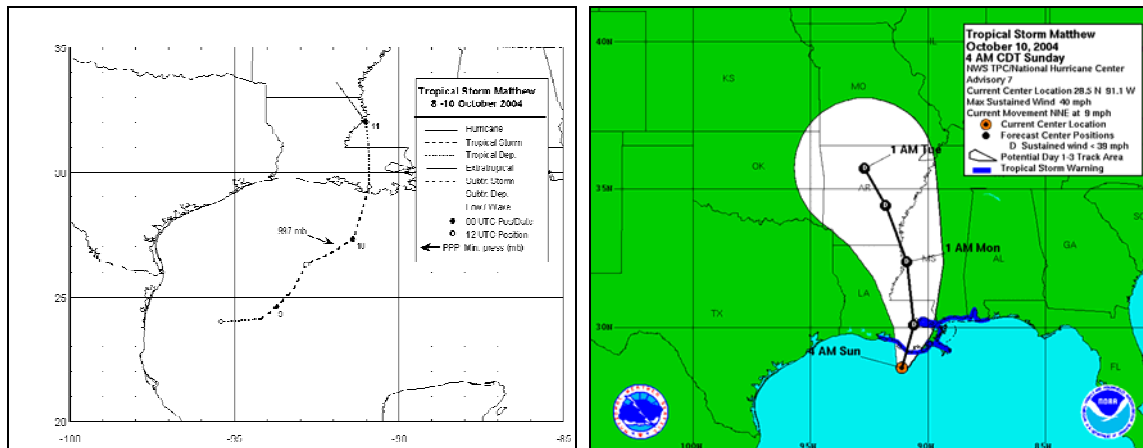 35
30
25
20
-100
-95
-90
-85
Tropical Storm Matthew
8 -10 October 2004
Hurricane
Tropical Storm
Tropical Dep.
Extratropical
Subtr. Storm
Subtr. Dep.
Low / Wave
00 UTC Pos/Date
12 UTC Position
PPP Min. press (mb)
11
997 mb
10
9
Tropical Storm Matthew
October 10, 2004
4 AM CDT Sunday
NWS TPC/National Hurricane Center
Advisory 7
Current Center Location 28.5 N 91.1 W
Max Sustained Wind 40 mph
Current Movement NNE at 9 mph
Current Center Location
Forecast Center Positions
D Sustained wind < 39 mph
Potential Day 1-3 Track Area
Tropical Storm Warning
40N
IL
KS
MO
1 AM Tue
OK
D
35N
AR
D
SC
1 AM Mon
D
MS
AL
GA
LA
TX
30N
D
4 AM Sun
FL
NOAA
95W
90W
85W